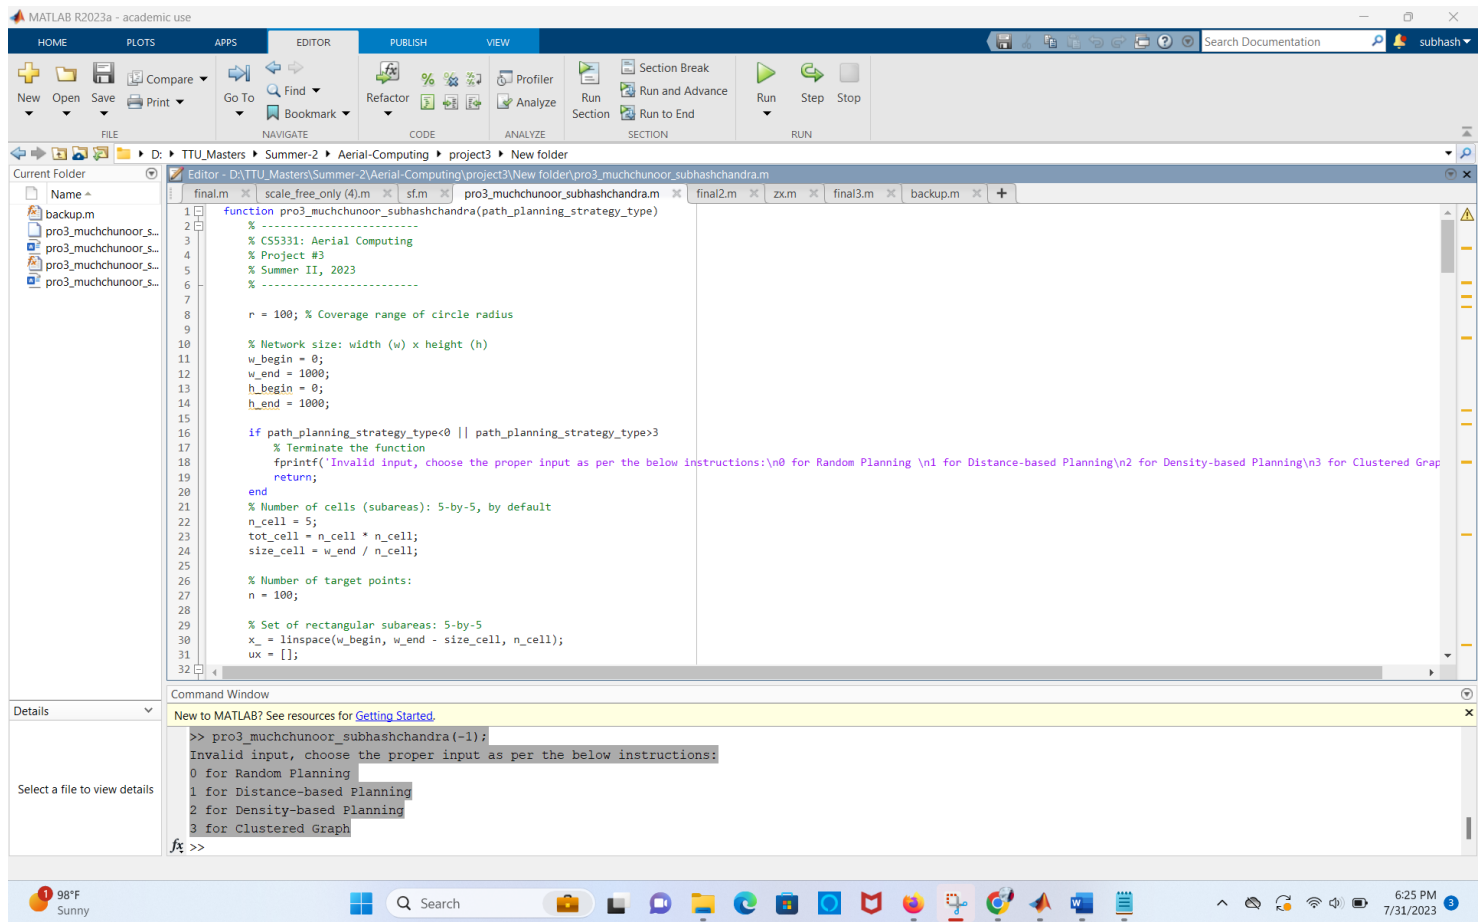 MATLAB R2023a - academic use
HOME PLOTS APPS EDITOR PUBLISH VIEW Search Documentation subhash
New Open Save Compare Print
Go To Find Bookmark
Refactor
Profiler Analyze
Run Section Section Break Run and Advance Run to End
Run Step Stop
FILE NAVIGATE CODE ANALYZE SECTION RUN
D: TTU_Masters Summer-2 Aerial-Computing project3 New folder
Current Folder
Name
backup.m
pro3_muchchunoor_s...
pro3_muchchunoor_s...
pro3_muchchunoor_s...
pro3_muchchunoor_s...
Details
Select a file to view details
Editor - D:\TTU_Masters\Summer-2\Aerial-Computing\project3\New folder\pro3_muchchunoor_subhashchandra.m
final.m scale_free_only (4).m sf.m pro3_muchchunoor_subhashchandra.m final2.m zx.m final3.m backup.m
1 function pro3_muchchunoor_subhashchandra(path_planning_strategy_type)
2 % -------------------------
3 % CS5331: Aerial Computing
4 % Project #3
5 % Summer II, 2023
6 % -------------------------
7
8 r = 100; % Coverage range of circle radius
9
10 % Network size: width (w) x height (h)
11 w_begin = 0;
12 w_end = 1000;
13 h_begin = 0;
14 h_end = 1000;
15
16 if path_planning_strategy_type<0 || path_planning_strategy_type>3
17 % Terminate the function
18 fprintf('Invalid input, choose the proper input as per the below instructions:\n0 for Random Planning \n1 for Distance-based Planning\n2 for Density-based Planning\n3 for Clustered Grap
19 return;
20 end
21 % Number of cells (subareas): 5-by-5, by default
22 n_cell = 5;
23 tot_cell = n_cell * n_cell;
24 size_cell = w_end / n_cell;
25
26 % Number of target points:
27 n = 100;
28
29 % Set of rectangular subareas: 5-by-5
30 x_ = linspace(w_begin, w_end - size_cell, n_cell);
31 ux = [];
32
Command Window
New to MATLAB? See resources for Getting Started.
>> pro3_muchchunoor_subhashchandra(-1);
Invalid input, choose the proper input as per the below instructions:
0 for Random Planning
1 for Distance-based Planning
2 for Density-based Planning
3 for Clustered Graph
fx >>
1 98°F
Sunny
Search
6:25 PM
7/31/2023
3